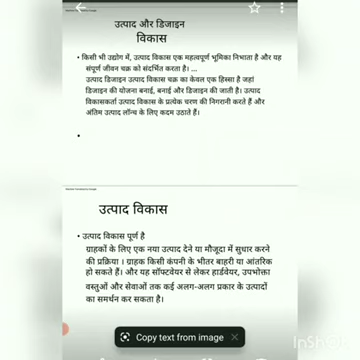 उत्पाद और डिजाइन
विकास
• किसी भी उद्योग में, उत्पाद विकास एक महत्वपूर्ण भूमिका निभाता है और यह
संपूर्ण जीवन चक्र को संदर्भित करता है। ...
उत्पाद डिजाइन उत्पाद विकास चक्र का केवल एक हिस्सा है जहां
डिजाइन की योजना बनाई, बनाई और डिजाइन की जाती है। उत्पाद
विकासकर्ता उत्पाद विकास के प्रत्येक चरण की निगरानी करते हैं और
अंतिम उत्पाद लॉन्च के लिए कदम उठाते हैं।
•
उत्पाद विकास
• उत्पाद विकास पूर्ण है
ग्राहकों के लिए एक नया उत्पाद देने या मौजूदा में सुधार करने
की प्रक्रिया । ग्राहक किसी कंपनी के भीतर बाहरी या आंतरिक
हो सकते हैं। और यह सॉफ्टवेयर से लेकर हार्डवेयर, उपभोक्ता
वस्तुओं और सेवाओं तक कई अलग-अलग प्रकार के उत्पादों
का समर्थन कर सकता है।
Copy text from image
InShOt